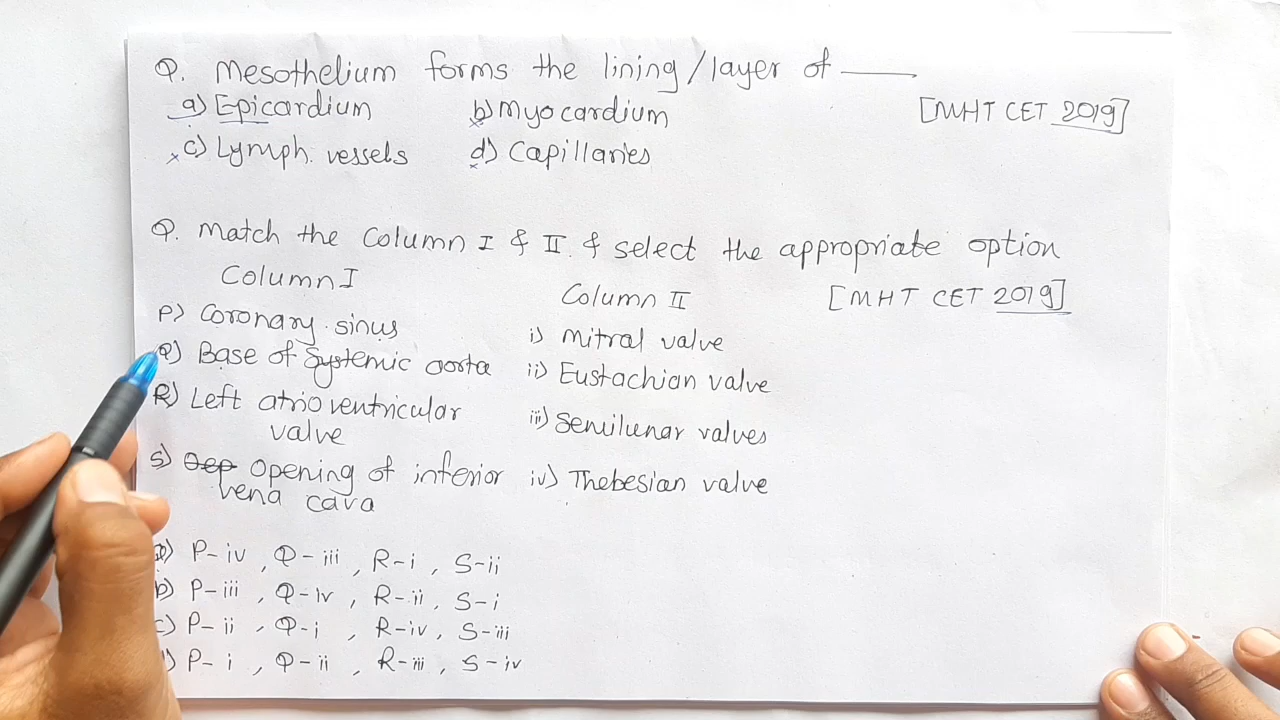 Q. Mesothelium forms the lining/layer of ____
a) Epicardium b) Myocardium [MHT CET 2019]
c) Lymph. vessels d) Capillaries
Q. Match the Column I & II & select the appropriate option
Column I Column II [MHT CET 2019]
P) Coronary sinus i) Mitral valve
Q) Base of Systemic aorta ii) Eustachian valve
R) Left atrioventricular iii) Semilunar valves
valve
S) Opening of inferior iv) Thebesian valve
vena cava
P-iv, Q-iii, R-i, S-ii
b) P-iii, Q-iv, R-ii, S-i
c) P-ii, Q-i, R-iv, S-iii
d) P-i, Q-ii, R-iii, S-iv